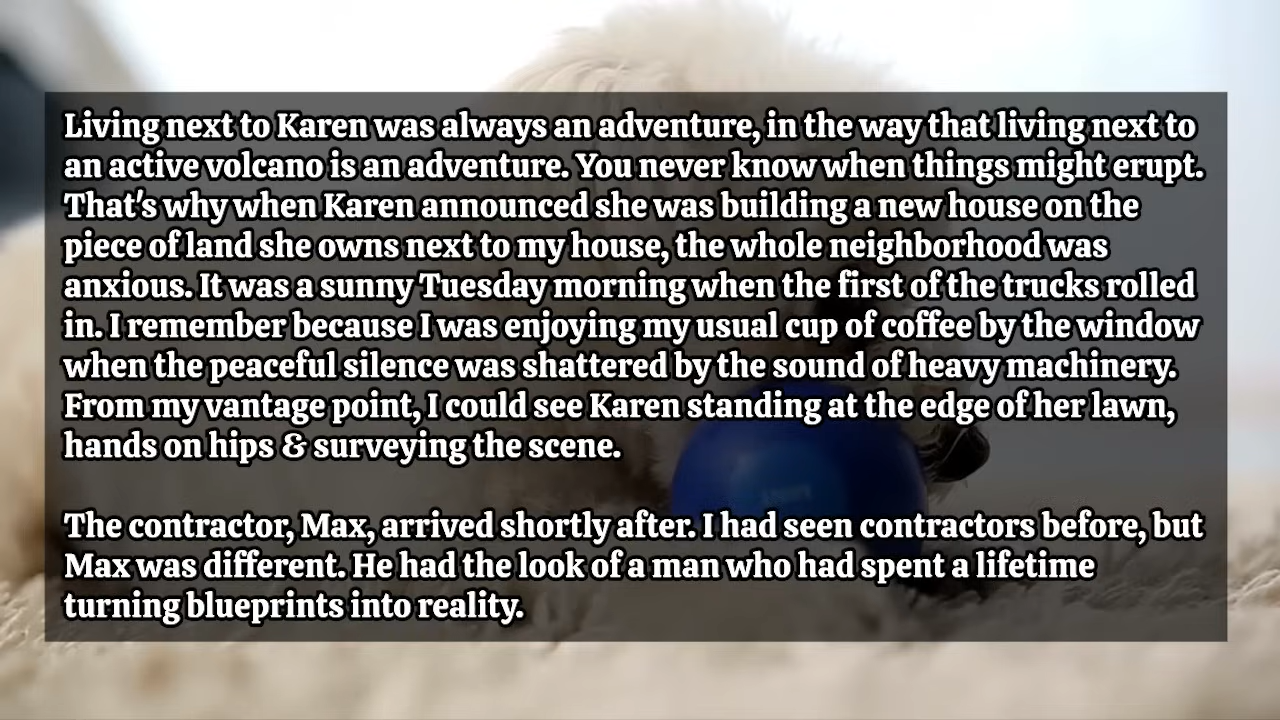 Living next to Karen was always an adventure, in the way that living next to
an active volcano is an adventure. You never know when things might erupt.
That's why when Karen announced she was building a new house on the
piece of land she owns next to my house, the whole neighborhood was
anxious. It was a sunny Tuesday morning when the first of the trucks rolled
in. I remember because I was enjoying my usual cup of coffee by the window
when the peaceful silence was shattered by the sound of heavy machinery.
From my vantage point, I could see Karen standing at the edge of her lawn,
hands on hips & surveying the scene.
The contractor, Max, arrived shortly after. I had seen contractors before, but
Max was different. He had the look of a man who had spent a lifetime
turning blueprints into reality.